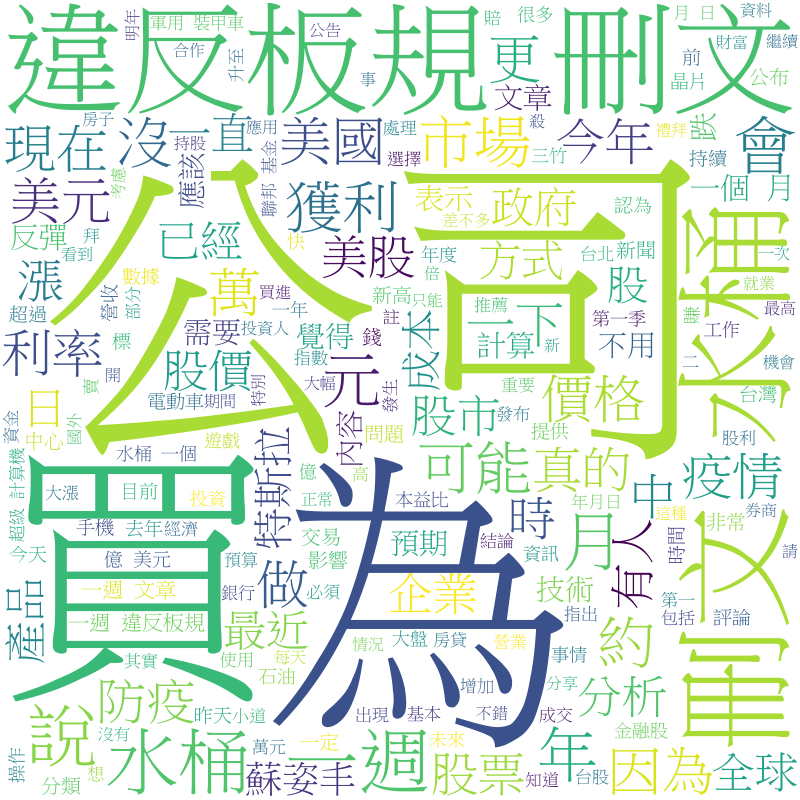 違反板規
刪文
公司
為
買
水桶
刪文
軍用 裝甲車
明年
合作
升至
公告
賠
很多
事
更
文章
月 日
前
晶片
資料
財富
繼續
公布
跌
房子
現在
沒
一直
持股
應該
應用
基金
聯邦
美國
處理
殺
選擇
市場
今年
三竹
禮拜
持續
會
美元
考慮
反彈
拜
看到
已經
獲利
快
表示
差不多
政府
認為
一個 月
漲
萬
美股
年度
倍
方式
台北
新聞
股
一次
就業
超過
營收
數據
部分
買進
一年
新高
只能
註
推薦
新
第一季
賺
工作
最高
利率
標
需要
投資人
指數
覺得
錢
成本
一下
計算
不用
二
機會
賣
開
股價
元
大幅
發生
重要
價格
台灣
資金
日
中心
國外
電動車
期間
特別
內容
股市
發布
提供
股利
水桶 一個
遊戲
特斯拉
問題
可能
真的
中
疫情
超級 計算機
大漲
目前
投資
億
正常
高
本益比
時
月
年月日
這種
券商
手機
去年
經濟
交易
影響
預期
結論
資訊
有人
時間
非常
請
今天
億 美元
預算
做
企業
技術
第一
包括
評論
產品
一週 文章
銀行
必須
指出
一週 違反板規
最近
情況
大盤
房貸
營業
事情
約
其實
使用
每天
石油
增加
分享
說
防疫
昨天
小道
出現
基本
不錯
成交
分析
金融股
操作
沒有
水桶
萬元
一定
一週
未來
年
因為
全球
分類
想
蘇姿丰
股票
知道
台股